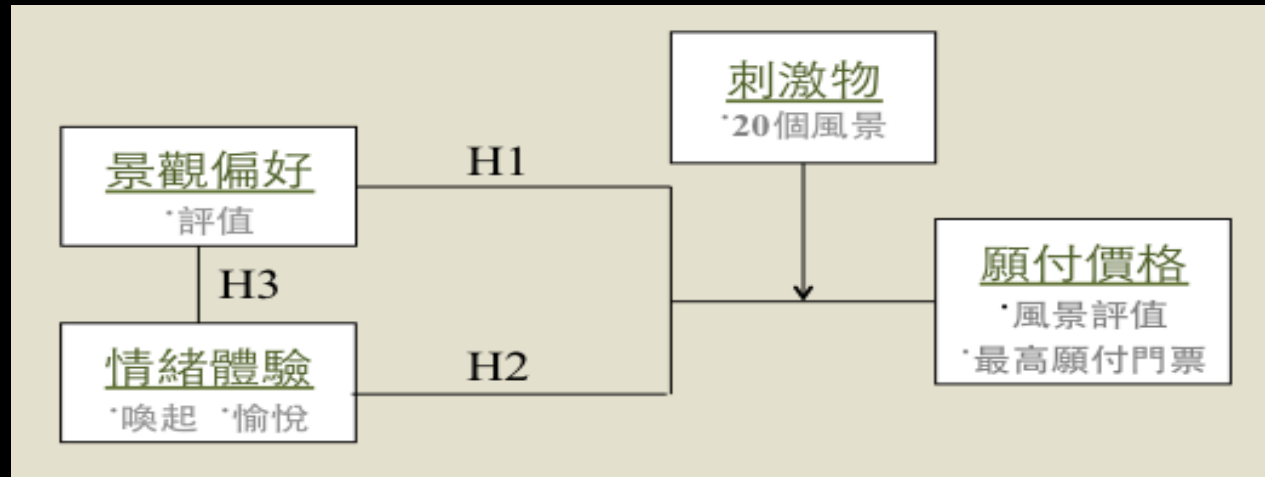 刺激物
˙20個風景
景觀偏好
˙評值
H1
H3
願付價格
˙風景評值
˙最高願付門票
情緒體驗
˙喚起 ˙愉悅
H2